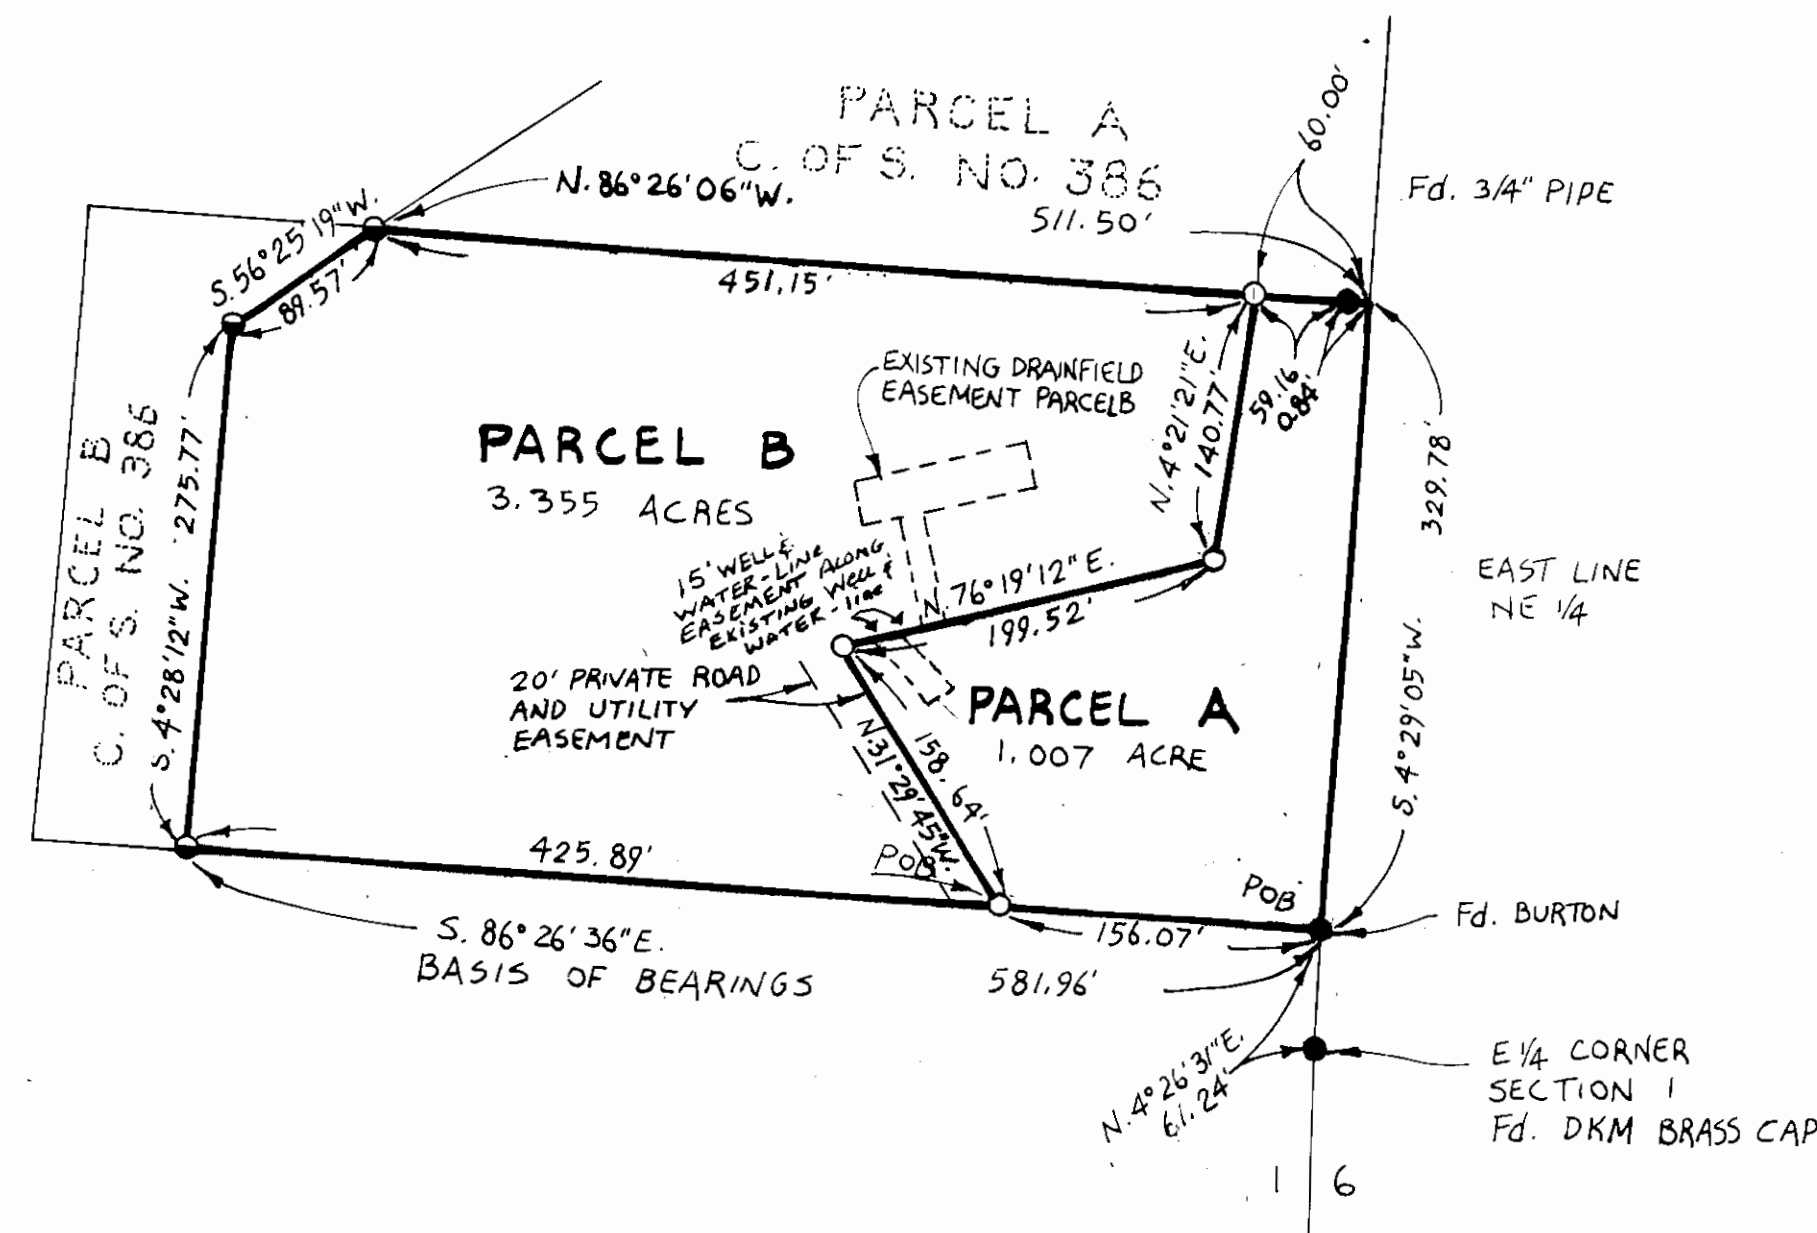 PARCEL A
C. OF S. NO. 386
60.00'
N. 86°26'06"W.
511.50'
Fd. 3/4" PIPE
S. 56°25'19"W.
89.57'
451.15'
59.16
0.84'
N. 4°21'21"E.
140.77'
329.78'
EXISTING DRAINFIELD
EASEMENT PARCEL B
PARCEL B
3.355 ACRES
PARCEL B
C. OF S. NO. 386
S. 4°28'12"W. 275.77'
15' WELL &
WATER-LINE
EASEMENT ALONG
EXISTING WELL &
WATER-LINE
N. 76°19'12" E.
199.52'
EAST LINE
NE 1/4
20' PRIVATE ROAD
AND UTILITY
EASEMENT
PARCEL A
1.007 ACRE
158.64'
N.31°29'45"W.
S. 4°29'05"W.
425.89'
POB
POB
Fd. BURTON
S. 86°26'36"E.
BASIS OF BEARINGS
156.07'
581.96'
N. 4°26'31"E.
61.24'
E 1/4 CORNER
SECTION 1
Fd. DKM BRASS CAP
1 6